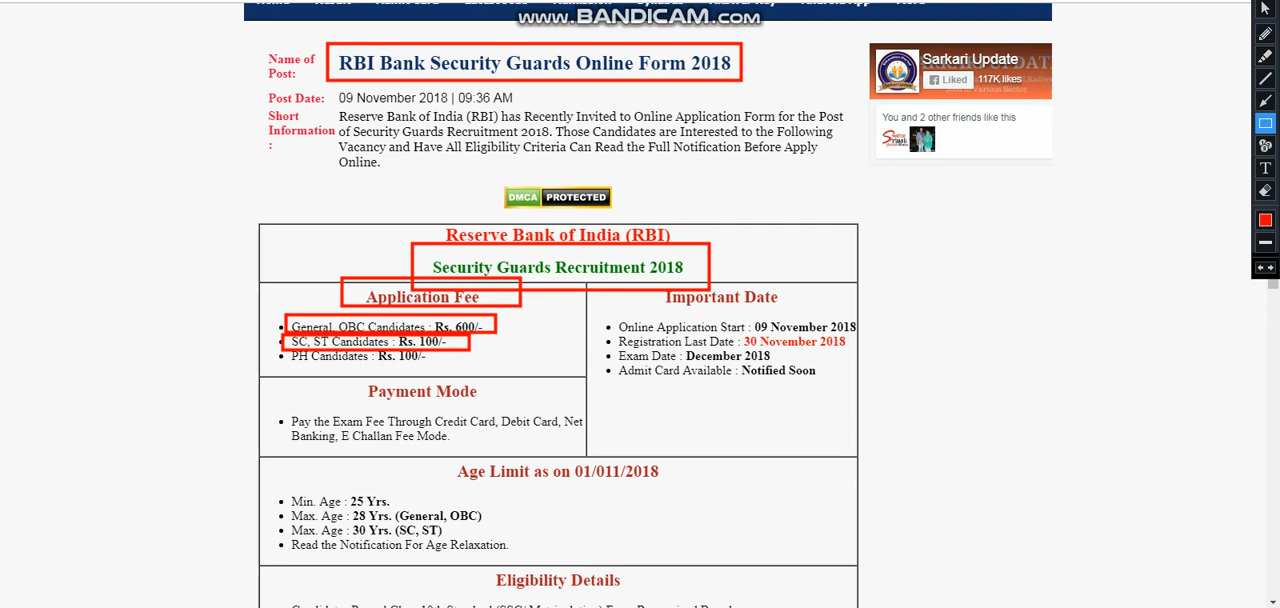 www.BANDICAM.com
Name of Post:
RBI Bank Security Guards Online Form 2018
Post Date:
09 November 2018 | 09:36 AM
Short Information :
Reserve Bank of India (RBI) has Recently Invited to Online Application Form for the Post
of Security Guards Recruitment 2018. Those Candidates are Interested to the Following
Vacancy and Have All Eligibility Criteria Can Read the Full Notification Before Apply
Online.
Sarkari Update
Liked
117K likes
You and 2 other friends like this
DMCA PROTECTED
Reserve Bank of India (RBI)
Security Guards Recruitment 2018
Application Fee
General, OBC Candidates : Rs. 600/-
SC, ST Candidates : Rs. 100/-
PH Candidates : Rs. 100/-
Important Date
Online Application Start : 09 November 2018
Registration Last Date : 30 November 2018
Exam Date : December 2018
Admit Card Available : Notified Soon
Payment Mode
Pay the Exam Fee Through Credit Card, Debit Card, Net
Banking, E Challan Fee Mode.
Age Limit as on 01/011/2018
Min. Age : 25 Yrs.
Max. Age : 28 Yrs. (General, OBC)
Max. Age : 30 Yrs. (SC, ST)
Read the Notification For Age Relaxation.
Eligibility Details